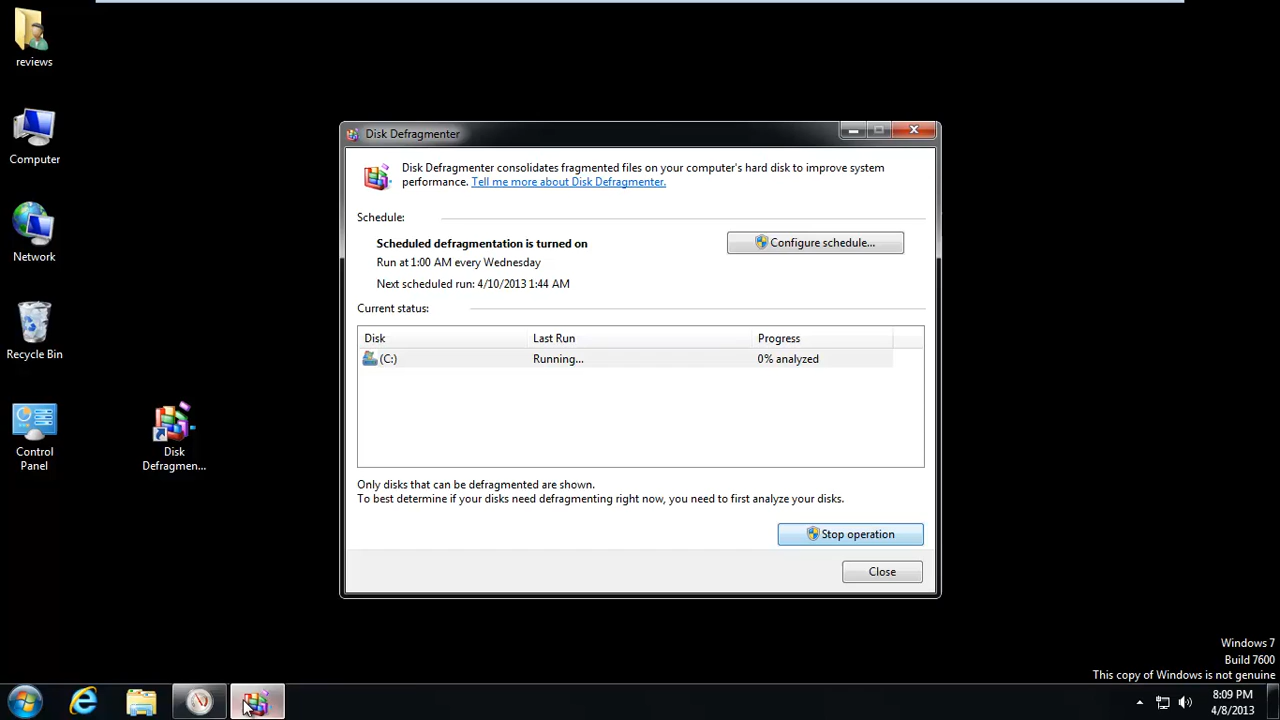 reviews
Computer
Network
Recycle Bin
Control
Panel
Disk
Defragmen...
Disk Defragmenter
Disk Defragmenter consolidates fragmented files on your computer's hard disk to improve system
performance. Tell me more about Disk Defragmenter.
Schedule:
Scheduled defragmentation is turned on
Configure schedule...
Run at 1:00 AM every Wednesday
Next scheduled run: 4/10/2013 1:44 AM
Current status:
Disk Last Run Progress
(C:) Running... 0% analyzed
Only disks that can be defragmented are shown.
To best determine if your disks need defragmenting right now, you need to first analyze your disks.
Stop operation
Close
Windows 7
Build 7600
This copy of Windows is not genuine
8:09 PM
4/8/2013